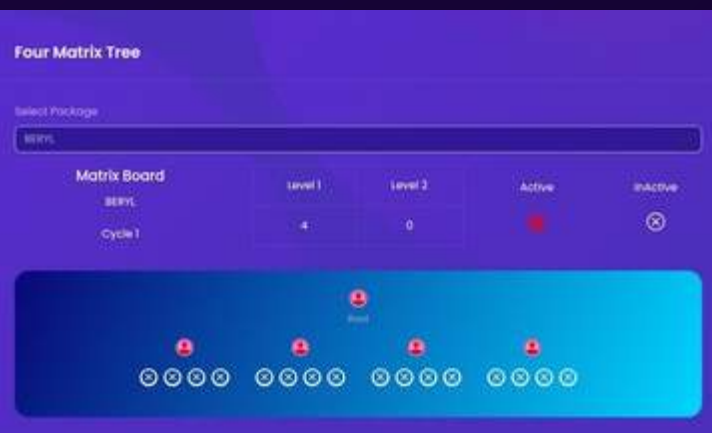 Four Matrix Tree
Select Package
BERYL
Matrix Board
Level 1
Level 2
Active
InActive
BERYL
4
0
Cycle 1